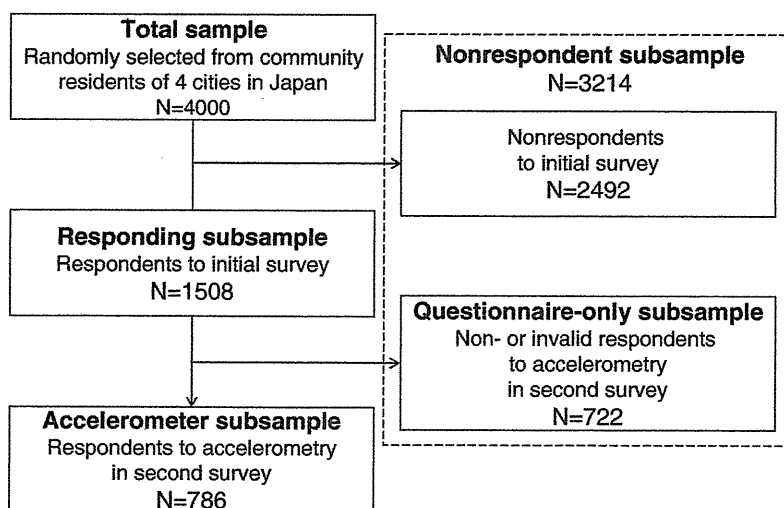 Total sample
Randomly selected from community
residents of 4 cities in Japan
N=4000
Nonrespondent subsample
N=3214
Nonrespondents
to initial survey
N=2492
Responding subsample
Respondents to initial survey
N=1508
Questionnaire-only subsample
Non- or invalid respondents
to accelerometry
in second survey
N=722
Accelerometer subsample
Respondents to accelerometry
in second survey
N=786